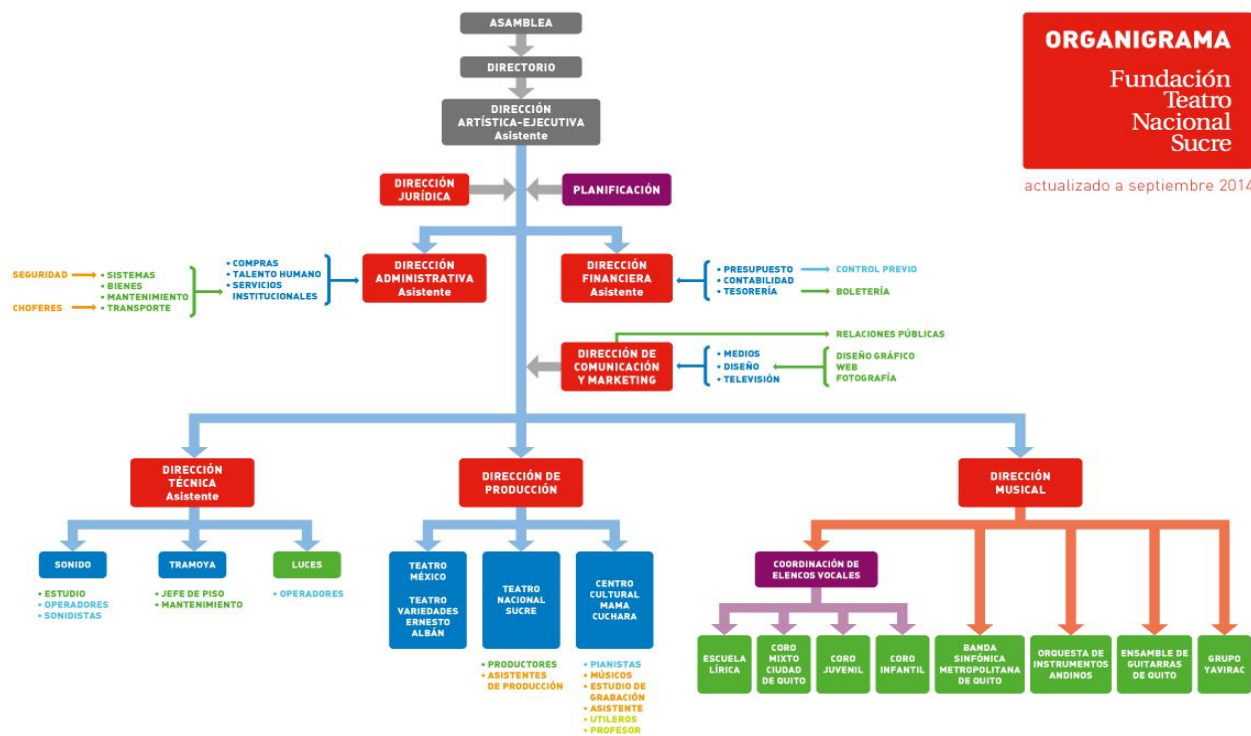 ASAMBLEA
DIRECTORIO
DIRECCIÓN
ARTÍSTICA-EJECUTIVA
Asistente
ORGANIGRAMA
Fundación
Teatro
Nacional
Sucre
actualizado a septiembre 2014
DIRECCIÓN
JURÍDICA
PLANIFICACIÓN
SEGURIDAD
CHOFERES
• SISTEMAS
BIENES
• MANTENIMIENTO
• TRANSPORTE
• COMPRAS
• TALENTO HUMANO
• SERVICIOS
INSTITUCIONALES
DIRECCIÓN
ADMINISTRATIVA
Asistente
DIRECCIÓN
FINANCIERA
Asistente
• PRESUPUESTO
• CONTABILIDAD
• TESORERÍA
CONTROL PREVIO
• BOLETERÍA
RELACIONES PÚBLICAS
DIRECCIÓN DE
COMUNICACIÓN
Y MARKETING
• MEDIOS
• DISEÑO
• TELEVISIÓN
DISEÑO GRÁFICO
WEB
FOTOGRAFÍA
DIRECCIÓN
TÉCNICA
Asistente
DIRECCIÓN DE
PRODUCCIÓN
DIRECCIÓN
MUSICAL
SONIDO
• ESTUDIO
• OPERADORES
• SONIDISTAS
TRAMOYA
• JEFE DE PISO
• MANTENIMIENTO
LUCES
• OPERADORES
TEATRO
MÉXICO
TEATRO
VARIEDADES
ERNESTO
ALBÁN
TEATRO
NACIONAL
SUCRE
• PRODUCTORES
• ASISTENTES
DE PRODUCCIÓN
CENTRO
CULTURAL
MAMA
CUCHARA
• PIANISTAS
• MÚSICOS
• ESTUDIO DE
GRABACIÓN
• ASISTENTE
• UTILEROS
• PROFESOR
COORDINACIÓN DE
ELENCOS VOCALES
ESCUELA
LÍRICA
CORO
MIXTO
CIUDAD
DE QUITO
CORO
JUVENIL
CORO
INFANTIL
BANDA
SINFÓNICA
METROPOLITANA
DE QUITO
ORQUESTA DE
INSTRUMENTOS
ANDINOS
ENSAMBLE DE
GUITARRAS
DE QUITO
GRUPO
YAVIRAC